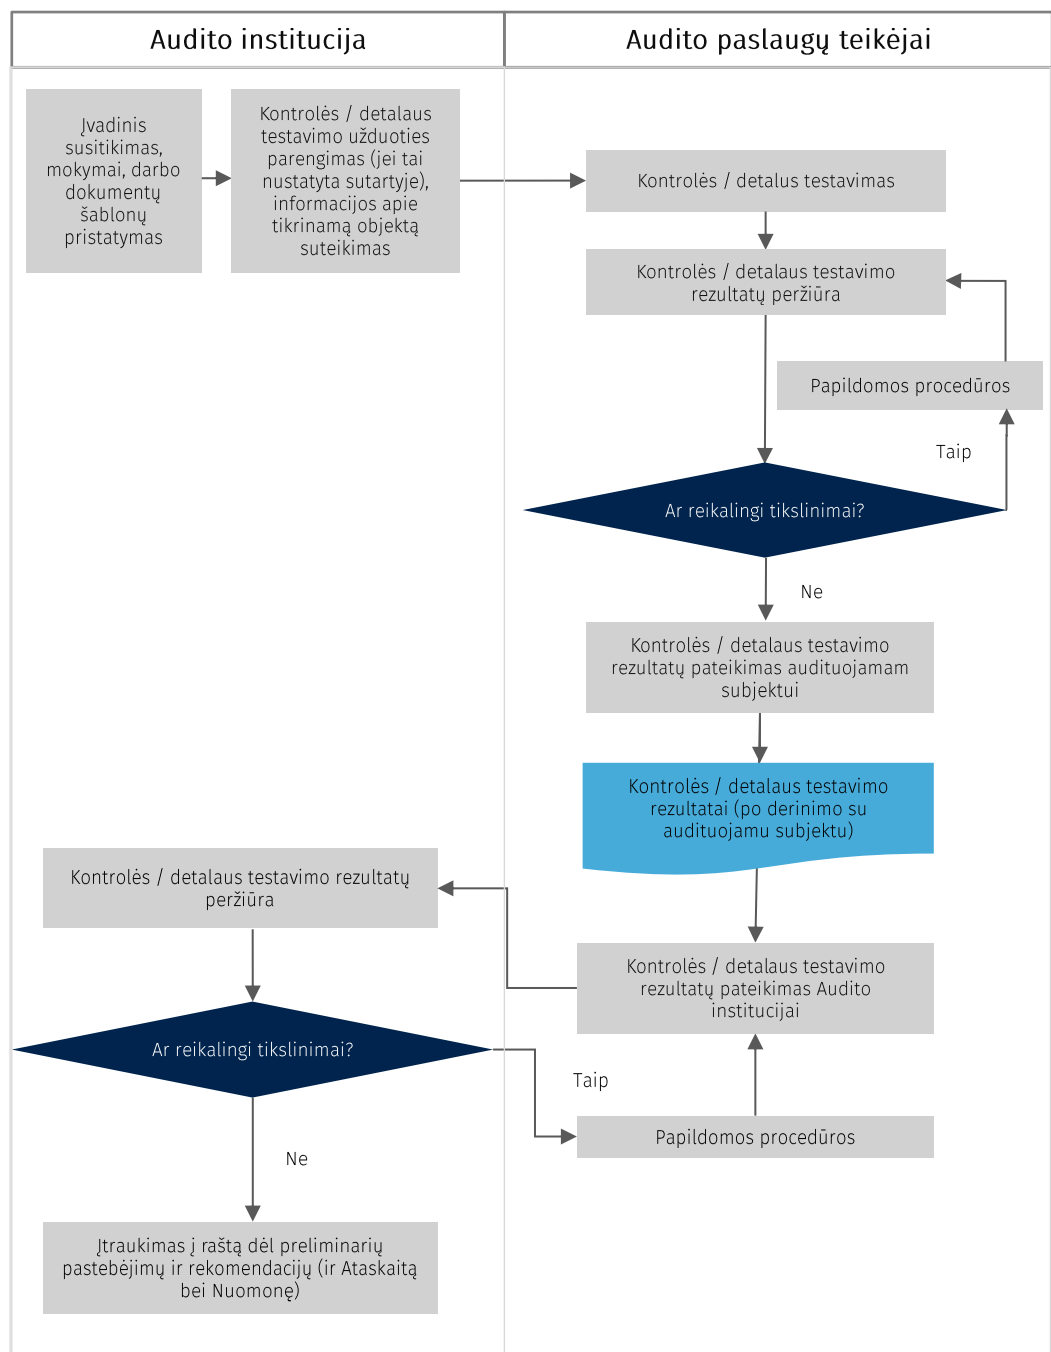 Audito institucija
Audito paslaugų teikėjai
Įvadinis
susitikimas,
mokymai, darbo
dokumentų
šablonų
pristatymas
Kontrolės / detalaus
testavimo užduoties
parengimas (jei tai
nustatyta sutartyje),
informacijos apie
tikrinamą objektą
suteikimas
Kontrolės / detalus testavimas
Kontrolės / detalaus testavimo
rezultatų peržiūra
Papildomos procedūros
Taip
Ar reikalingi tikslinimai?
Ne
Kontrolės / detalaus testavimo
rezultatų pateikimas audituojamam
subjektui
Kontrolės / detalaus testavimo
rezultatai (po derinimo su
audituojamu subjektu)
Kontrolės / detalaus testavimo rezultatų
peržiūra
Kontrolės / detalaus testavimo
rezultatų pateikimas Audito
institucijai
Ar reikalingi tikslinimai?
Taip
Papildomos procedūros
Ne
Įtraukimas į raštą dėl preliminarių
pastebėjimų ir rekomendacijų (ir Ataskaitą
bei Nuomonę)